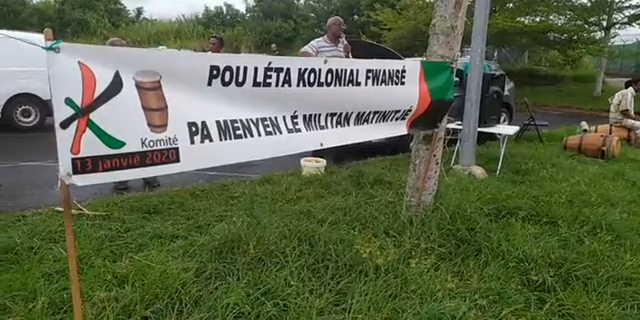 POU LÉTA KOLONIAL FWANSÉ
PA MENYEN LÉ MILITAN MATINITJÉ
K
Komité
13 janvié 2020